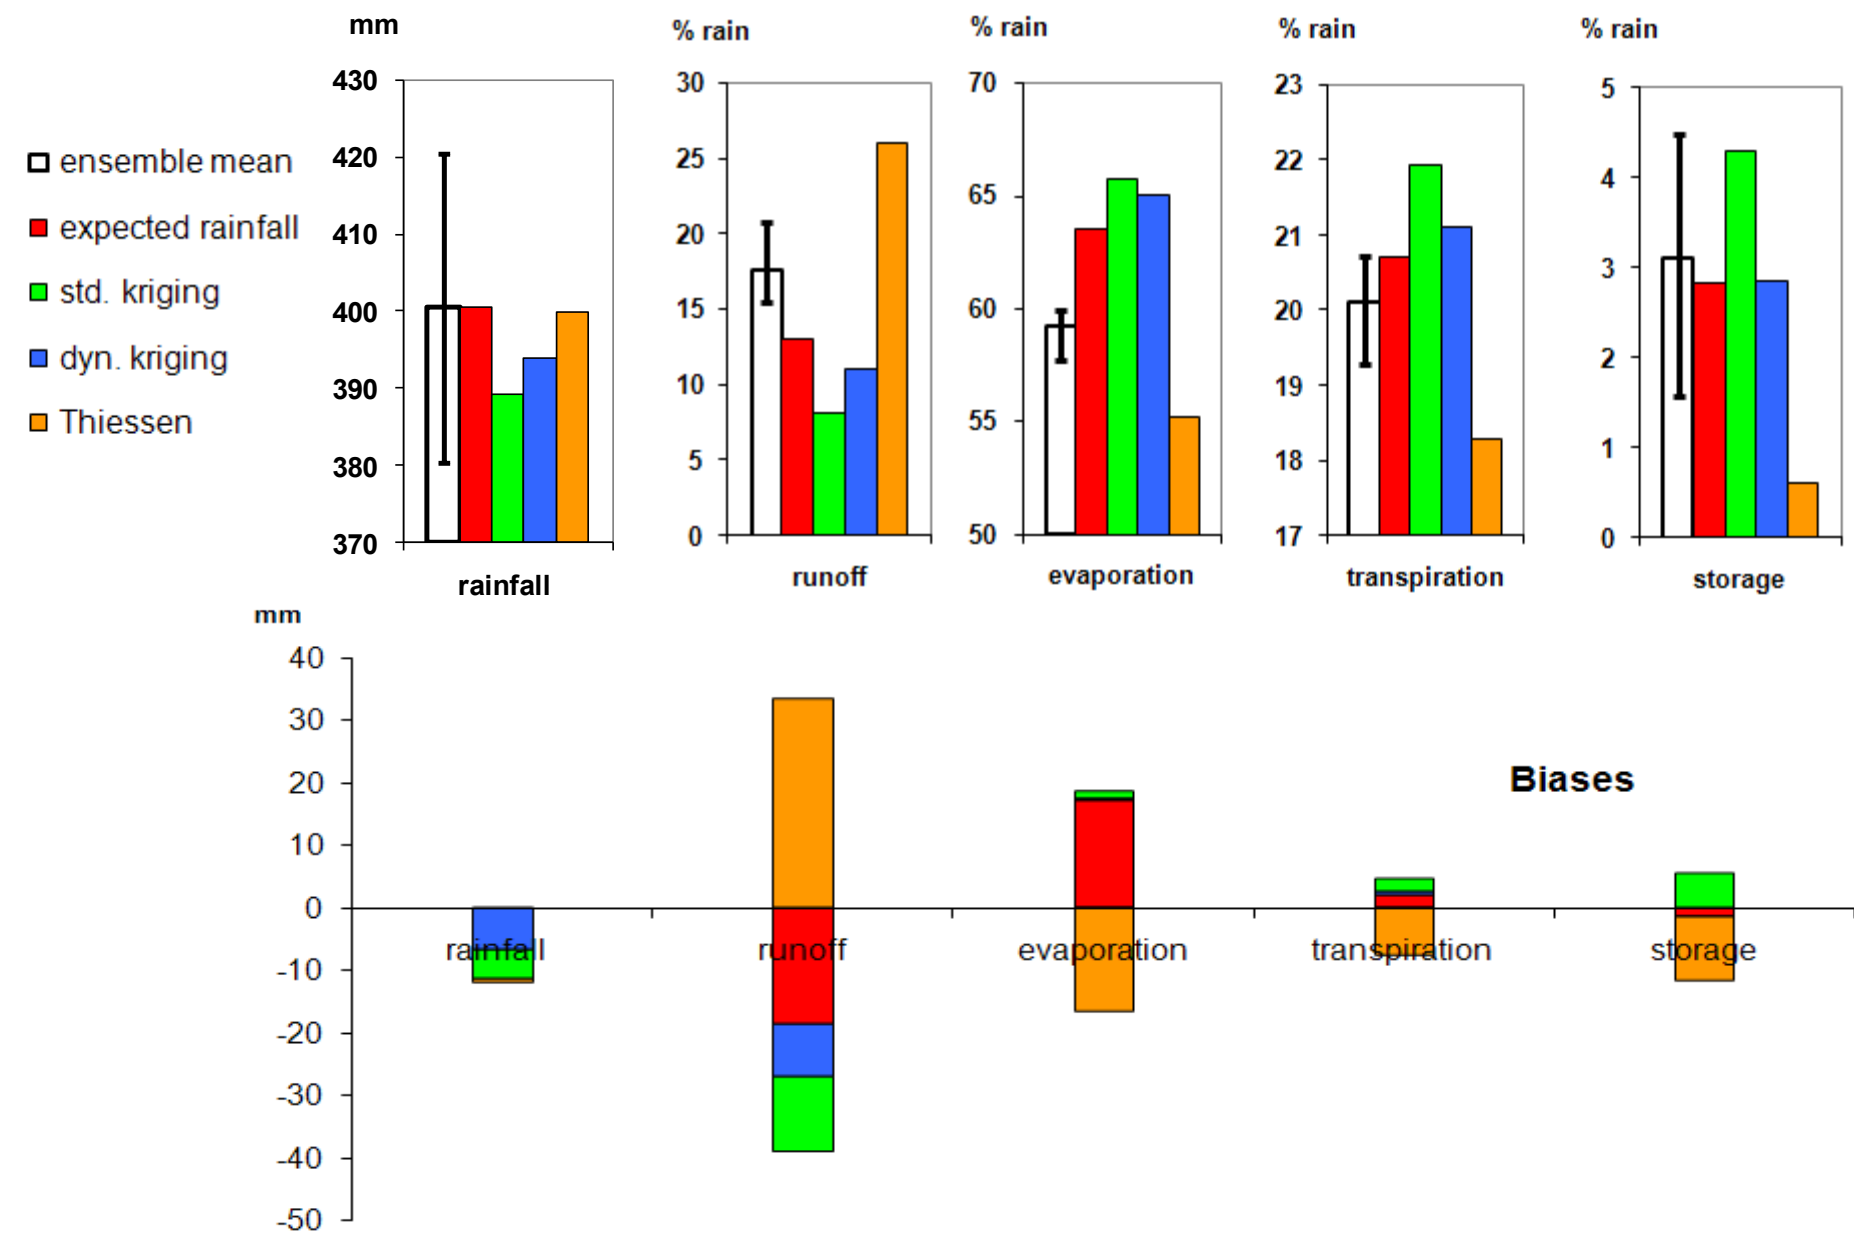 mm
% rain
% rain
% rain
% rain
ensemble mean
expected rainfall
std. kriging
dyn. kriging
Thiessen
430
420
410
400
390
380
370
rainfall
30
25
20
15
10
5
0
runoff
70
65
60
55
50
evaporation
23
22
21
20
19
18
17
transpiration
5
4
3
2
1
0
storage
mm
40
30
20
10
0
-10
-20
-30
-40
-50
Biases
rainfall
runoff
evaporation
transpiration
storage